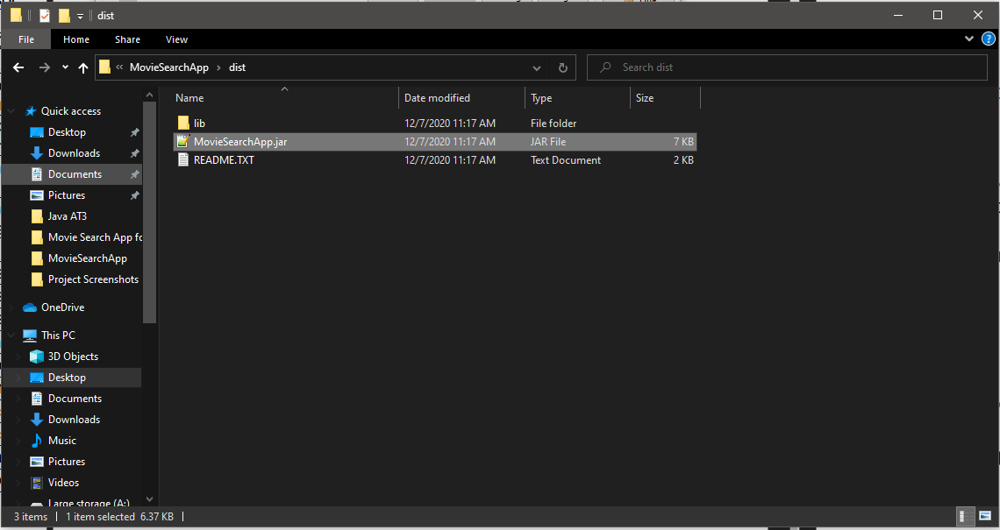 dist
File Home Share View
« MovieSearchApp > dist
Search dist
Name Date modified Type Size
lib 12/7/2020 11:17 AM File folder
MovieSearchApp.jar 12/7/2020 11:17 AM JAR File 7 KB
README.TXT 12/7/2020 11:17 AM Text Document 2 KB
Quick access
Desktop
Downloads
Documents
Pictures
Java AT3
Movie Search App fo
MovieSearchApp
Project Screenshots
OneDrive
This PC
3D Objects
Desktop
Documents
Downloads
Music
Pictures
Videos
Large storage (A:)
3 items 1 item selected 6.37 KB